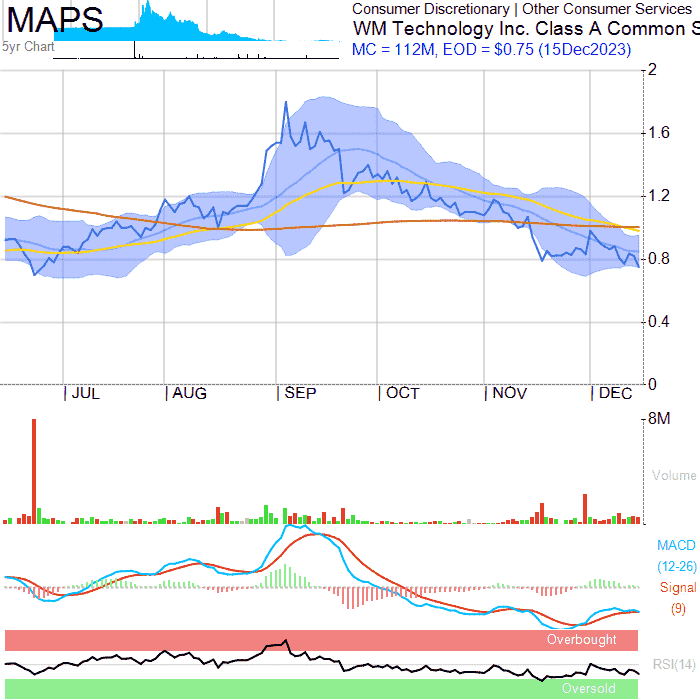 MAPS
5yr Chart
Consumer Discretionary | Other Consumer Services
WM Technology Inc. Class A Common S
MC = 112M, EOD = $0.75 (15Dec2023)
2
1.6
1.2
0.8
0.4
0
JUL AUG SEP OCT NOV DEC
8M
Volume
MACD
(12-26)
Signal
(9)
Overbought
RSI(14)
Oversold